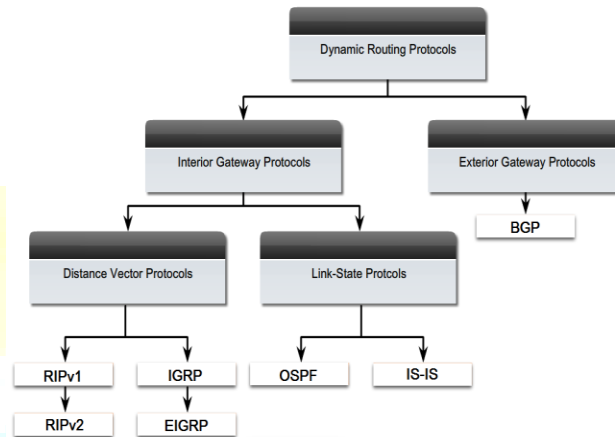 Dynamic Routing Protocols
Interior Gateway Protocols
Exterior Gateway Protocols
BGP
Distance Vector Protocols
Link-State Protcols
RIPv1
IGRP
OSPF
IS-IS
RIPv2
EIGRP